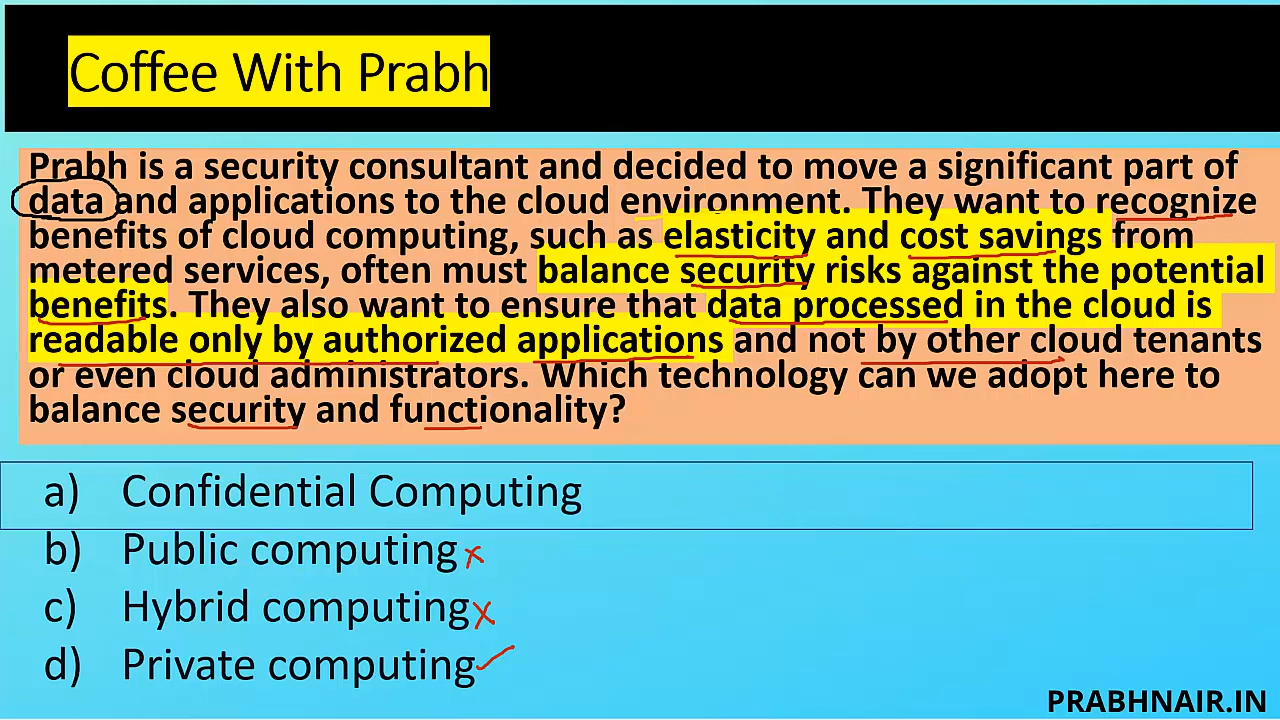 Coffee With Prabh
Prabh is a security consultant and decided to move a significant part of
data and applications to the cloud environment. They want to recognize
benefits of cloud computing, such as elasticity and cost savings from
metered services, often must balance security risks against the potential
benefits. They also want to ensure that data processed in the cloud is
readable only by authorized applications and not by other cloud tenants
or even cloud administrators. Which technology can we adopt here to
balance security and functionality?
a) Confidential Computing
b) Public computing
c) Hybrid computing
d) Private computing
PRABHNAIR.IN